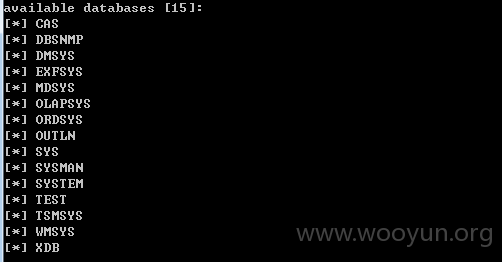 available databases [15]:
[*] CAS
[*] DBSNMP
[*] DMSYS
[*] EXFSYS
[*] MDSYS
[*] OLAPSYS
[*] ORDSYS
[*] OUTLN
[*] SYS
[*] SYSMAN
[*] SYSTEM
[*] TEST
[*] TSMSYS
[*] WMSYS
[*] XDB
www.wooyun.org